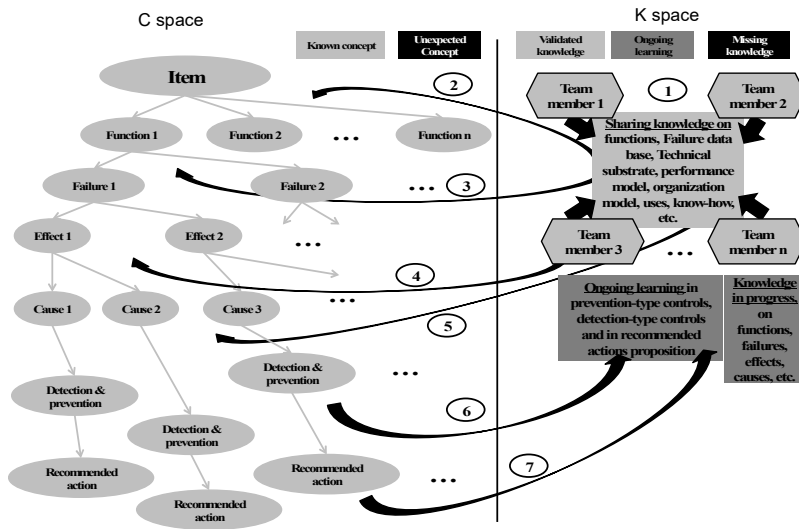 C space
K space
Known concept
Unexpected
Concept
Validated
knowledge
Ongoing
learning
Missing
knowledge
Item
2
Team
member 1
1
Team
member 2
Function 1
Function 2
...
Function n
Sharing knowledge on
functions, Failure data
base, Technical
substrate, performance
model, organization
model, uses, know-how,
etc.
Failure 1
Failure 2
...
3
Effect 1
Effect 2
...
Team
member 3
...
Team
member n
4
Cause 1
Cause 2
Cause 3
...
5
Ongoing learning in
prevention-type controls,
detection-type controls
and in recommended
actions proposition
Knowledge
in progress,
on
functions,
failures,
effects,
causes, etc.
Detection &
prevention
Detection &
prevention
...
Detection &
prevention
6
Recommended
action
Recommended
action
...
7
Recommended
action